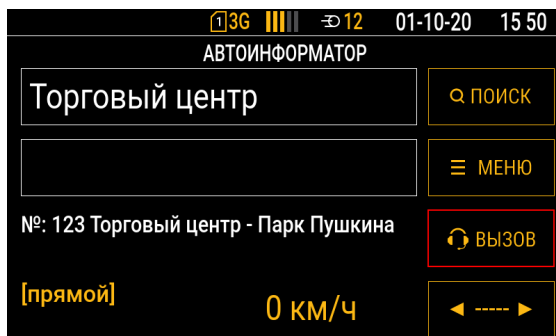 1 3G 12 01-10-20 15 50
АВТОИНФОРМАТОР
Торговый центр
ПОИСК
МЕНЮ
№: 123 Торговый центр - Парк Пушкина
ВЫЗОВ
[прямой]
0 км/ч
◄ ----- ►